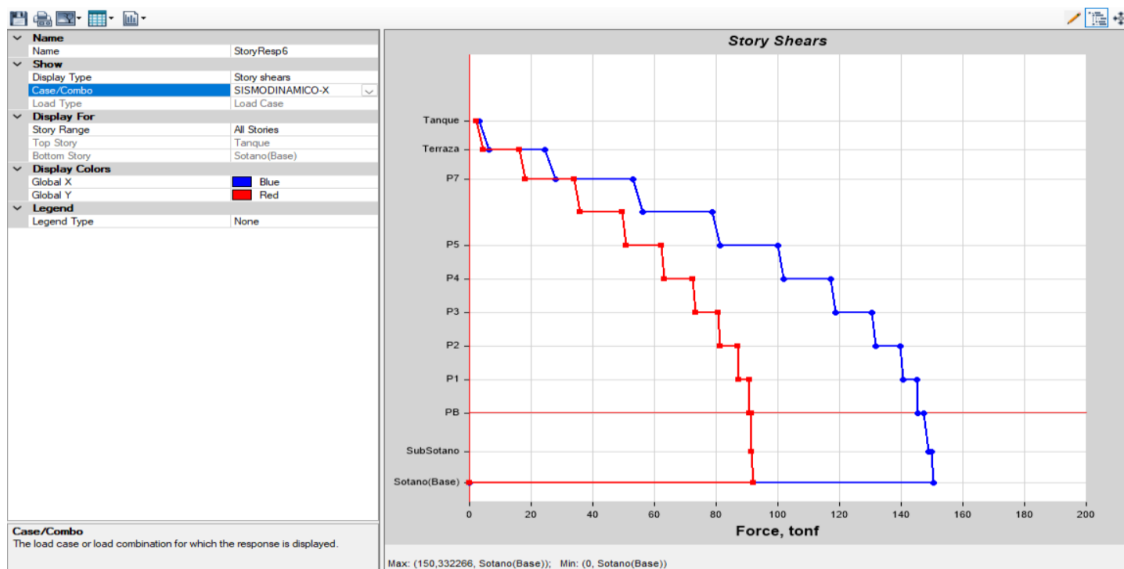 Name
Name StoryResp6
Show
Display Type Story shears
Case/Combo SISMODINAMICO-X
Load Type Load Case
Display For
Story Range All Stories
Top Story Tanque
Bottom Story Sotano(Base)
Display Colors
Global X Blue
Global Y Red
Legend
Legend Type None
Case/Combo
The load case or load combination for which the response is displayed.
Story Shears
Tanque
Terraza
P7
P5
P4
P3
P2
P1
PB
SubSotano
Sotano(Base)
0 20 40 60 80 100 120 140 160 180 200
Force, tonf
Max: (150,332266, Sotano(Base)); Min: (0, Sotano(Base))